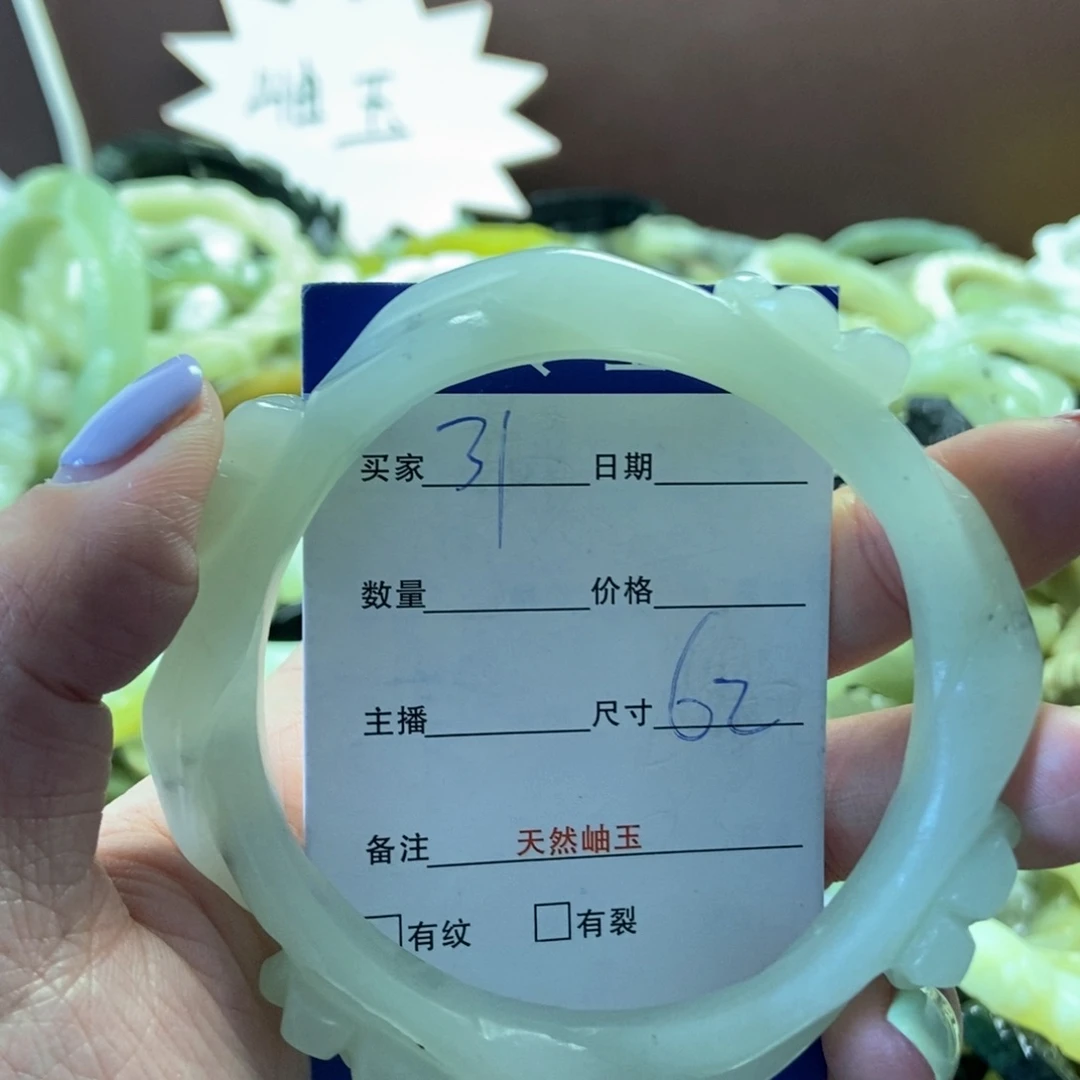 岫玉
买家 31 日期
数量 价格
主播 尺寸 62
备注 天然岫玉
有纹 有裂